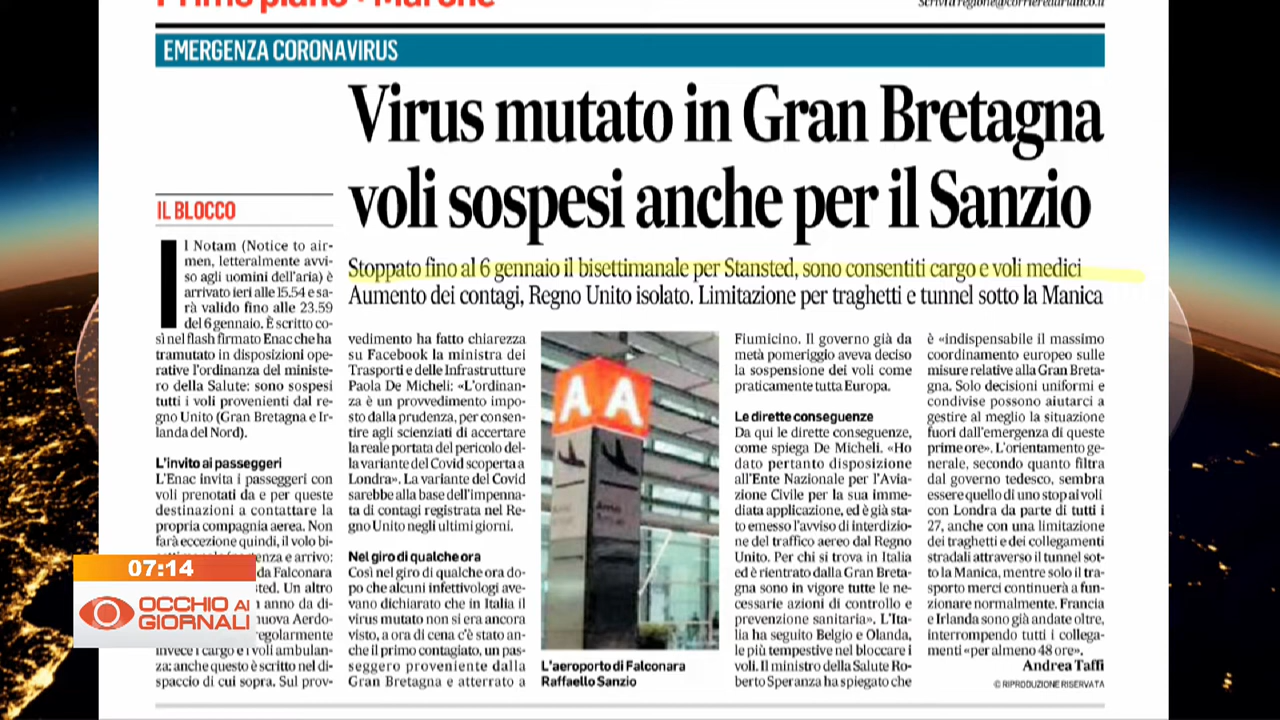 Primo piano • Marche
Scrivi a regione@corriereadriatico.it
EMERGENZA CORONAVIRUS
Virus mutato in Gran Bretagna
voli sospesi anche per il Sanzio
Stoppato fino al 6 gennaio il bisettimanale per Stansted, sono consentiti cargo e voli medici
Aumento dei contagi, Regno Unito isolato. Limitazione per traghetti e tunnel sotto la Manica
IL BLOCCO
Il Notam (Notice to air-
men, letteralmente avvi-
so agli uomini dell'aria) è
arrivato ieri alle 15.54 e sa-
rà valido fino alle 23.59
del 6 gennaio. È scritto co-
sì nel flash firmato Enac che ha
tramutato in disposizioni ope-
rative l'ordinanza del ministe-
ro della Salute: sono sospesi
tutti i voli provenienti dal re-
gno Unito (Gran Bretagna e Ir-
landa del Nord).
L'invito ai passeggeri
L'Enac invita i passeggeri con
voli prenotati da e per queste
destinazioni a contattare la
propria compagnia aerea. Non
farà eccezione quindi, il volo bi-
enza e arrivo:
da Falconara
sted. Un altro
n anno da di-
nuova Aerdo-
regolarmente
invece i cargo e i voli ambulan-
za: anche questo è scritto nel di-
spaccio di cui sopra. Sul prov-
vedimento ha fatto chiarezza
su Facebook la ministra dei
Trasporti e delle Infrastrutture
Paola De Micheli: «L'ordinan-
za è un provvedimento impo-
sto dalla prudenza, per consen-
tire agli scienziati di accertare
la reale portata del pericolo del-
la variante del Covid scoperta a
Londra». La variante del Covid
sarebbe alla base dell'impenna-
ta di contagi registrata nel Re-
gno Unito negli ultimi giorni.
Nel giro di qualche ora
Così nel giro di qualche ora do-
po che alcuni infettivologi ave-
vano dichiarato che in Italia il
virus mutato non si era ancora
visto, a ora di cena c'è stato an-
che il primo contagiato, un pas-
seggero proveniente dalla
Gran Bretagna e atterrato a
AA
L'aeroporto di Falconara
Raffaello Sanzio
Fiumicino. Il governo già da
metà pomeriggio aveva deciso
la sospensione dei voli come
praticamente tutta Europa.
Le dirette conseguenze
Da qui le dirette conseguenze,
come spiega De Micheli. «Ho
dato pertanto disposizione
all'Ente Nazionale per l'Avia-
zione Civile per la sua imme-
diata applicazione, ed è già sta-
to emesso l'avviso di interdizio-
ne del traffico aereo dal Regno
Unito. Per chi si trova in Italia
ed è rientrato dalla Gran Breta-
gna sono in vigore tutte le ne-
cessarie azioni di controllo e
prevenzione sanitaria». L'Ita-
lia ha seguito Belgio e Olanda,
le più tempestive nel bloccare i
voli. Il ministro della Salute Ro-
berto Speranza ha spiegato che
è «indispensabile il massimo
coordinamento europeo sulle
misure relative alla Gran Breta-
gna. Solo decisioni uniformi e
condivise possono aiutarci a
gestire al meglio la situazione
fuori dall'emergenza di queste
prime ore». L'orientamento ge-
nerale, secondo quanto filtra
dal governo tedesco, sembra
essere quello di uno stop ai voli
con Londra da parte di tutti i
27, anche con una limitazione
dei traghetti e dei collegamenti
stradali attraverso il tunnel sot-
to la Manica, mentre solo il tra-
sporto merci continuerà a fun-
zionare normalmente. Francia
e Irlanda sono già andate oltre,
interrompendo tutti i collega-
menti «per almeno 48 ore».
Andrea Taffi
© RIPRODUZIONE RISERVATA
07:14
OCCHIO AI
GIORNALI